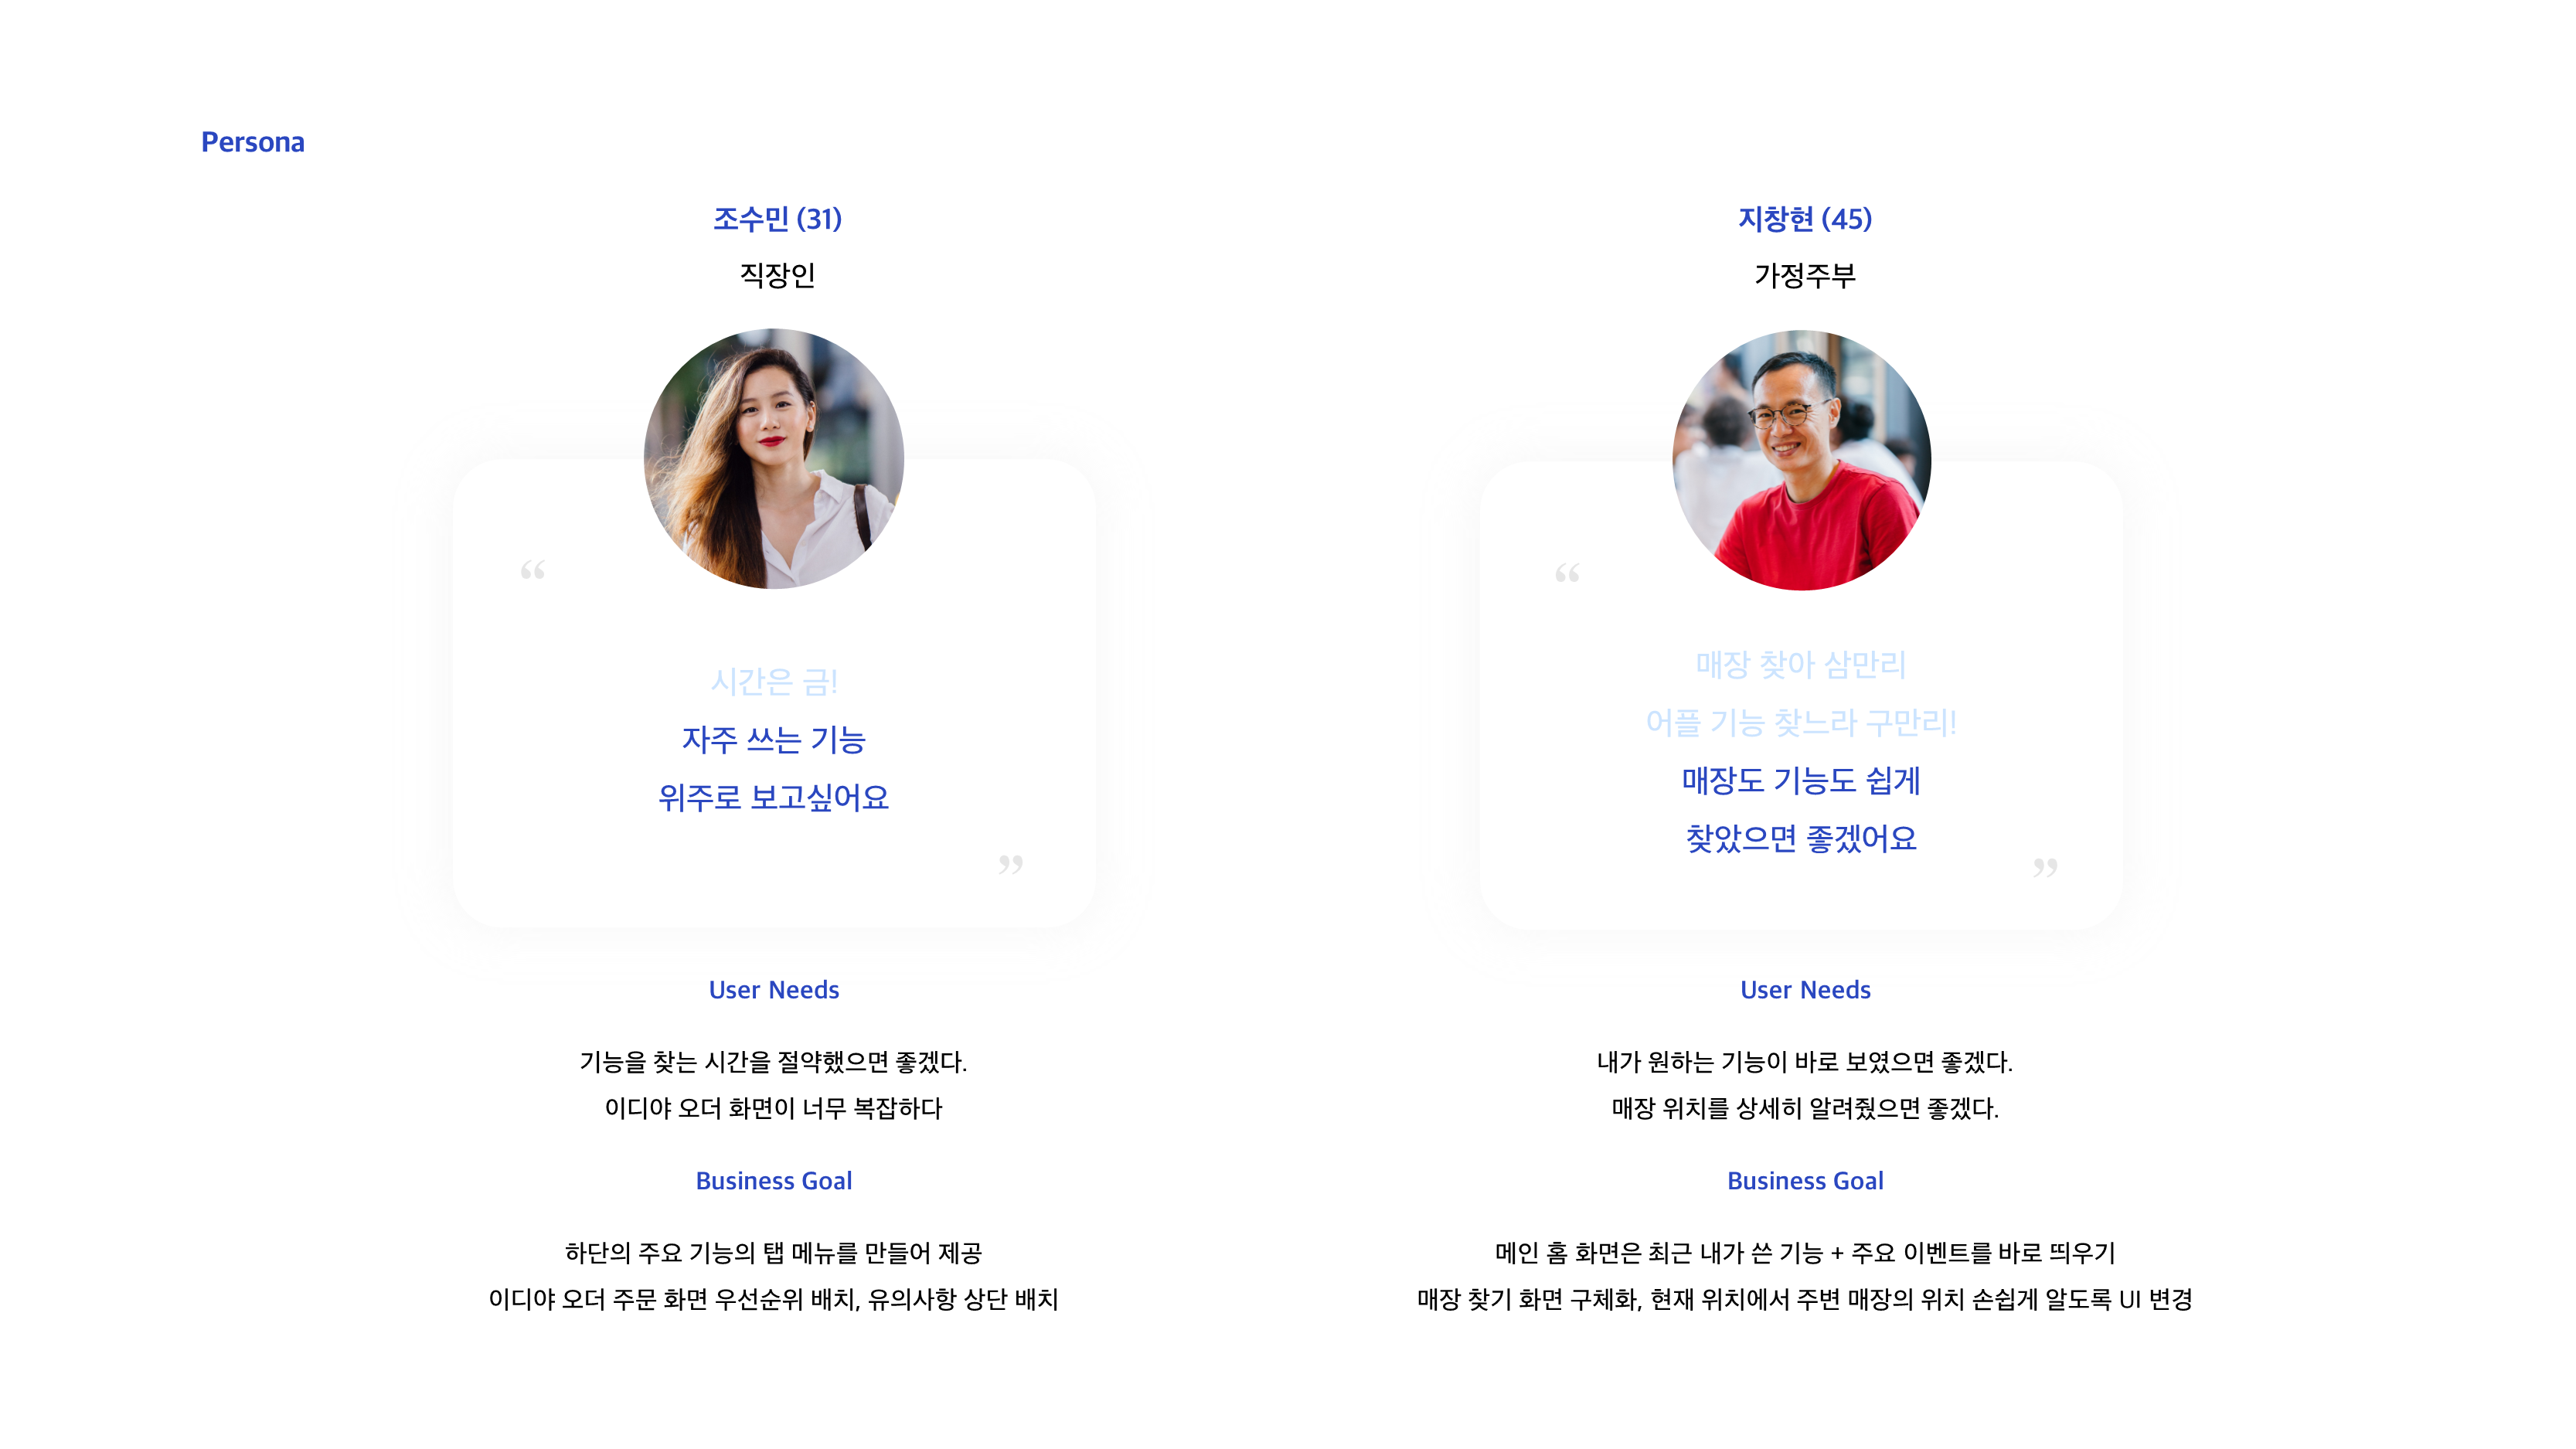 Persona
조수민 (31)
직장인
“
시간은 금!
자주 쓰는 기능
위주로 보고싶어요
”
User Needs
기능을 찾는 시간을 절약했으면 좋겠다.
이디야 오더 화면이 너무 복잡하다
Business Goal
하단의 주요 기능의 탭 메뉴를 만들어 제공
이디야 오더 주문 화면 우선순위 배치, 유의사항 상단 배치
지창현 (45)
가정주부
“
매장 찾아 삼만리
어플 기능 찾느라 구만리!
매장도 기능도 쉽게
찾았으면 좋겠어요
”
User Needs
내가 원하는 기능이 바로 보였으면 좋겠다.
매장 위치를 상세히 알려줬으면 좋겠다.
Business Goal
메인 홈 화면은 최근 내가 쓴 기능 + 주요 이벤트를 바로 띄우기
매장 찾기 화면 구체화, 현재 위치에서 주변 매장의 위치 손쉽게 알도록 UI 변경